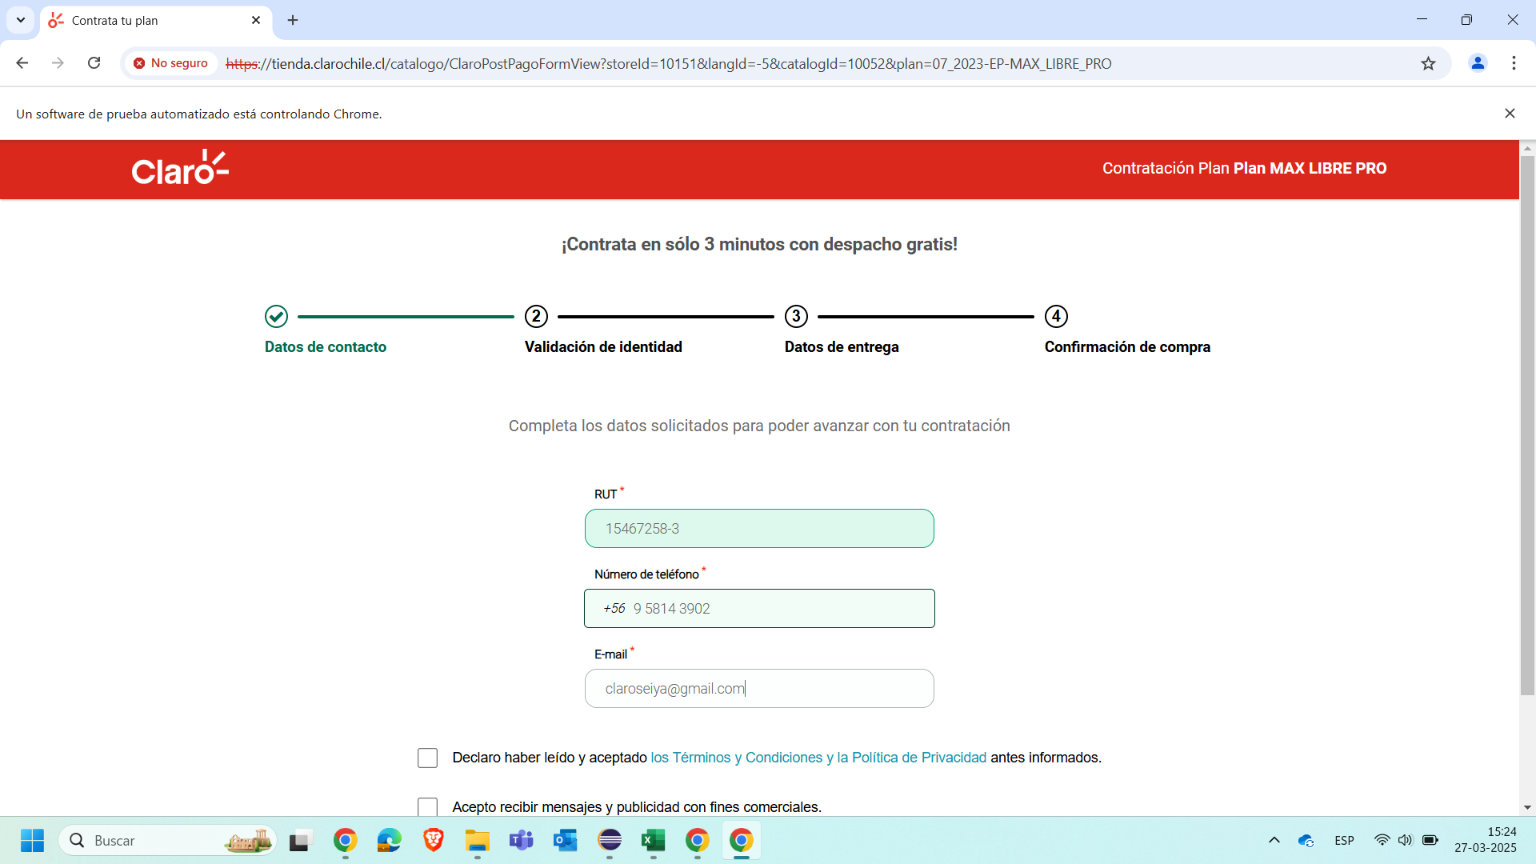 Contrata tu plan
No seguro
https://tienda.clarochile.cl/catalogo/ClaroPostPagoFormView?storeId=10151&langId=-5&catalogId=10052&plan=07_2023-EP-MAX_LIBRE_PRO
Un software de prueba automatizado está controlando Chrome.
Claro
Contratación Plan Plan MAX LIBRE PRO
¡Contrata en sólo 3 minutos con despacho gratis!
2
3
4
Datos de contacto
Validación de identidad
Datos de entrega
Confirmación de compra
Completa los datos solicitados para poder avanzar con tu contratación
RUT *
15467258-3
Número de teléfono *
+56 9 5814 3902
E-mail *
claroseiya@gmail.com
Declaro haber leído y aceptado los Términos y Condiciones y la Política de Privacidad antes informados.
Acepto recibir mensajes y publicidad con fines comerciales.
Buscar
ESP
15:24
27-03-2025